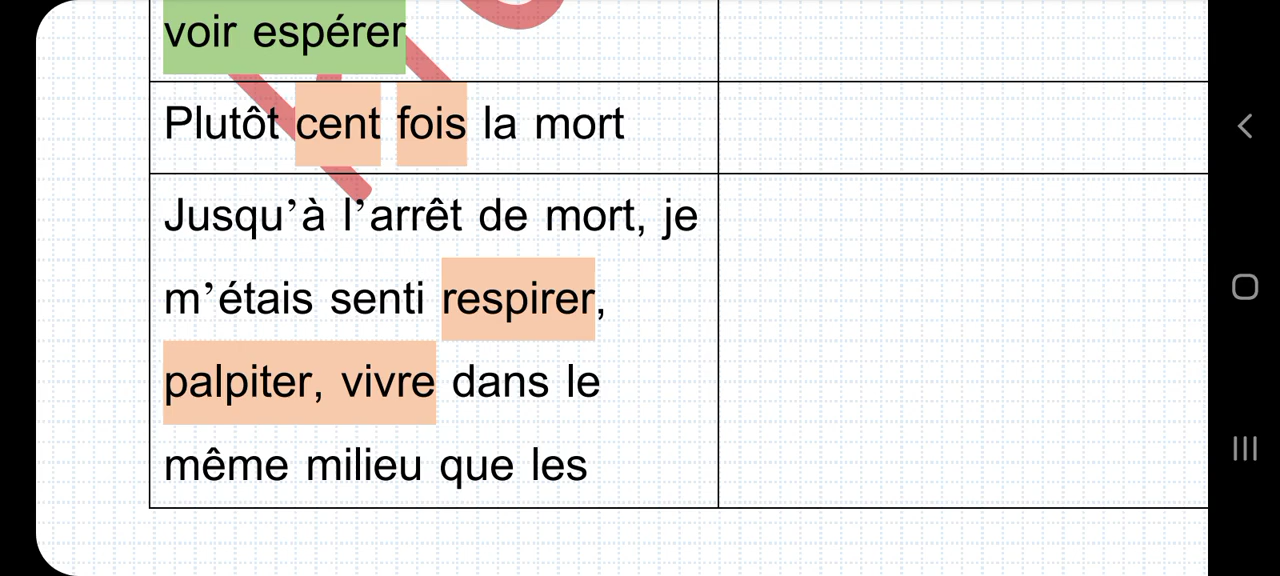 voir espérer
Plutôt cent fois la mort
Jusqu’à l’arrêt de mort, je
m’étais senti respirer,
palpiter, vivre dans le
même milieu que les